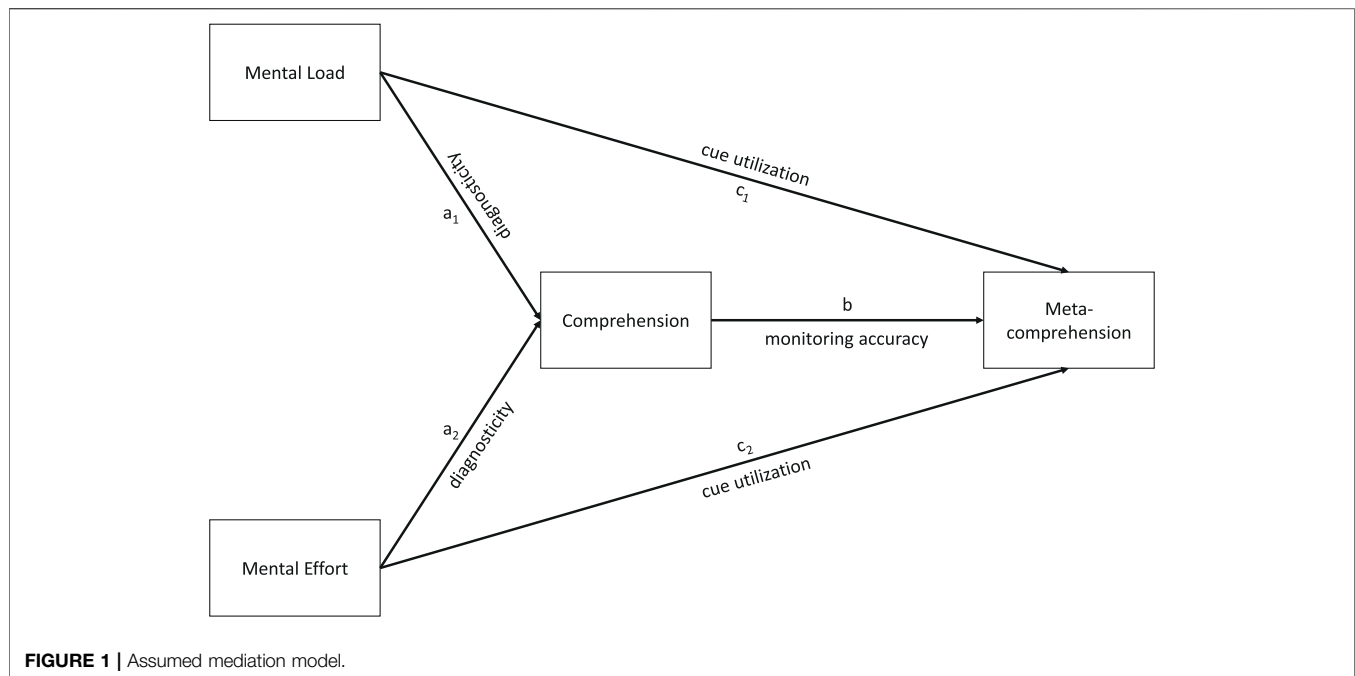 Mental Load
cue utilization
c1
diagnosticity
a1
Comprehension
b
monitoring accuracy
Meta-
comprehension
a2
diagnosticity
c2
cue utilization
Mental Effort
FIGURE 1 | Assumed mediation model.